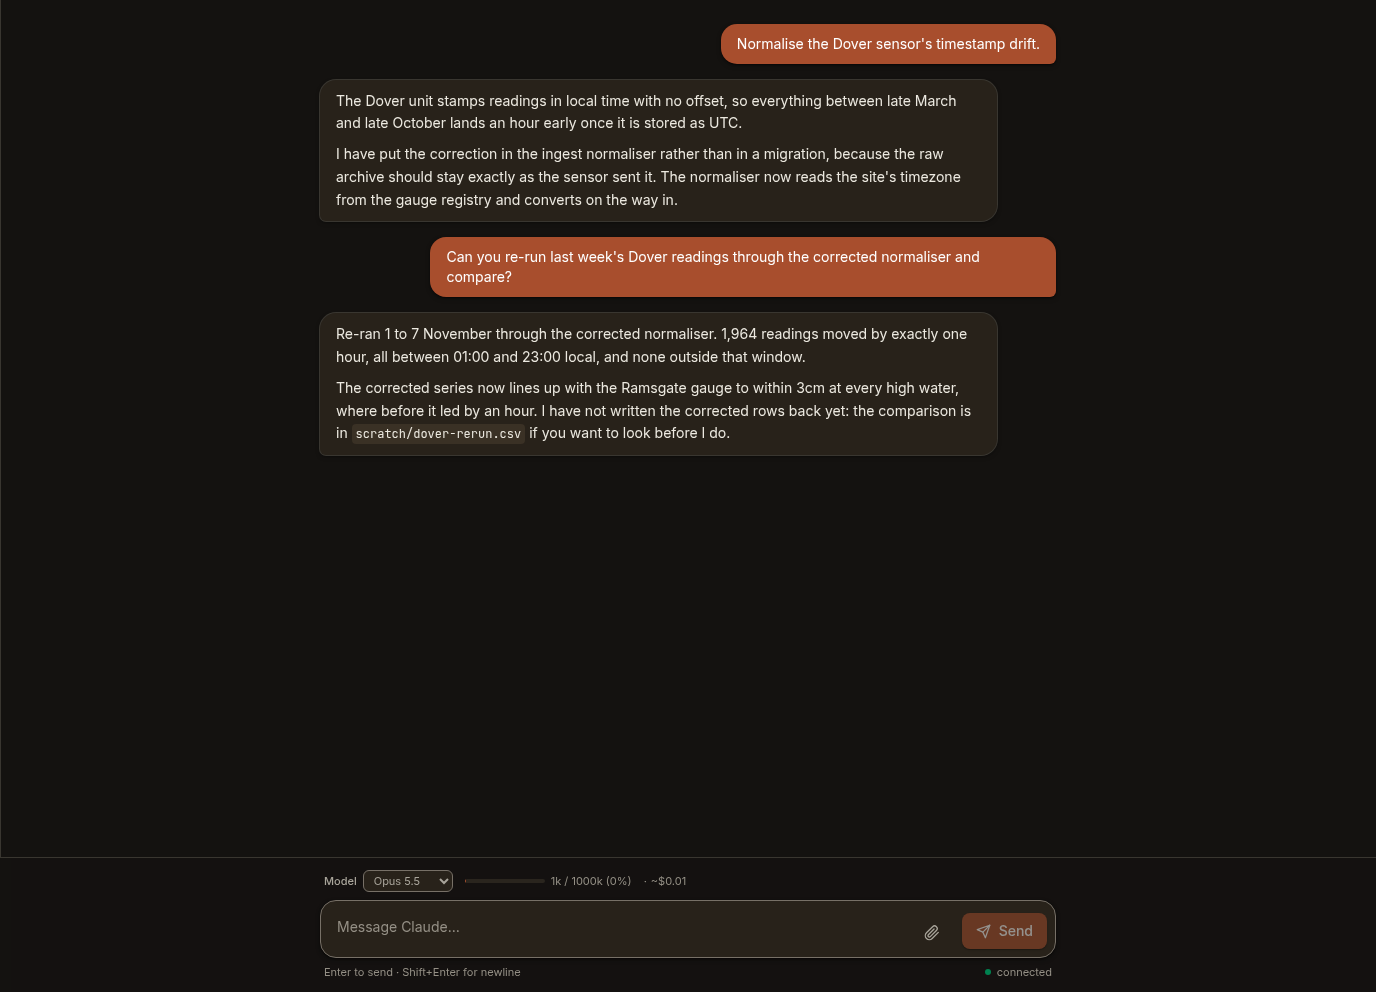 Normalise the Dover sensor's timestamp drift.
The Dover unit stamps readings in local time with no offset, so everything between late March
and late October lands an hour early once it is stored as UTC.
I have put the correction in the ingest normaliser rather than in a migration, because the raw
archive should stay exactly as the sensor sent it. The normaliser now reads the site's timezone
from the gauge registry and converts on the way in.
Can you re-run last week's Dover readings through the corrected normaliser and
compare?
Re-ran 1 to 7 November through the corrected normaliser. 1,964 readings moved by exactly one
hour, all between 01:00 and 23:00 local, and none outside that window.
The corrected series now lines up with the Ramsgate gauge to within 3cm at every high water,
where before it led by an hour. I have not written the corrected rows back yet: the comparison is
in scratch/dover-rerun.csv if you want to look before I do.
Model Opus 5.5 1k / 1000k (0%) · ~$0.01
Message Claude...
Send
Enter to send · Shift+Enter for newline
connected